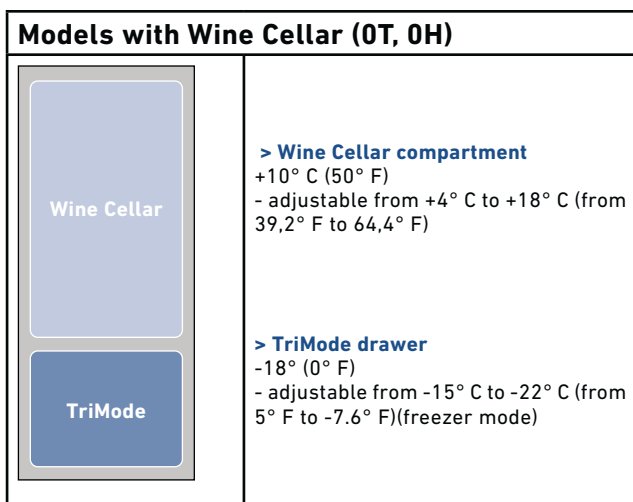 Models with Wine Cellar (0T, 0H)
Wine Cellar
> Wine Cellar compartment
+10° C (50° F)
- adjustable from +4° C to +18° C (from
39,2° F to 64,4° F)
TriMode
> TriMode drawer
-18° (0° F)
- adjustable from -15° C to -22° C (from
5° F to -7.6° F)(freezer mode)